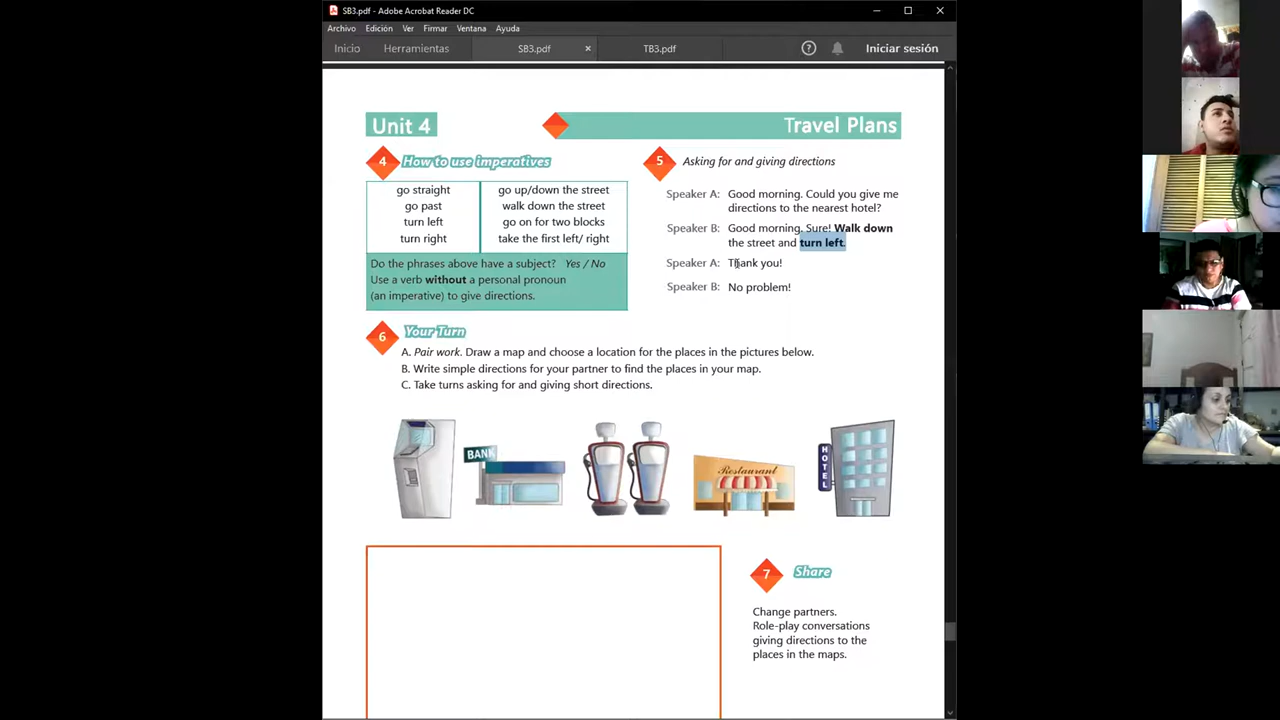 SB3.pdf - Adobe Acrobat Reader DC
Archivo Edición Ver Firmar Ventana Ayuda
Inicio Herramientas SB3.pdf × TB3.pdf ? Iniciar sesión
Unit 4 Travel Plans
4 How to use imperatives
go straight go up/down the street
go past walk down the street
turn left go on for two blocks
turn right take the first left/ right
Do the phrases above have a subject? Yes / No
Use a verb without a personal pronoun
(an imperative) to give directions.
5 Asking for and giving directions
Speaker A: Good morning. Could you give me
directions to the nearest hotel?
Speaker B: Good morning. Sure! Walk down
the street and turn left.
Speaker A: Thank you!
Speaker B: No problem!
6 Your Turn
A. Pair work. Draw a map and choose a location for the places in the pictures below.
B. Write simple directions for your partner to find the places in your map.
C. Take turns asking for and giving short directions.
BANK
Restaurant
HOTEL
7 Share
Change partners.
Role-play conversations
giving directions to the
places in the maps.